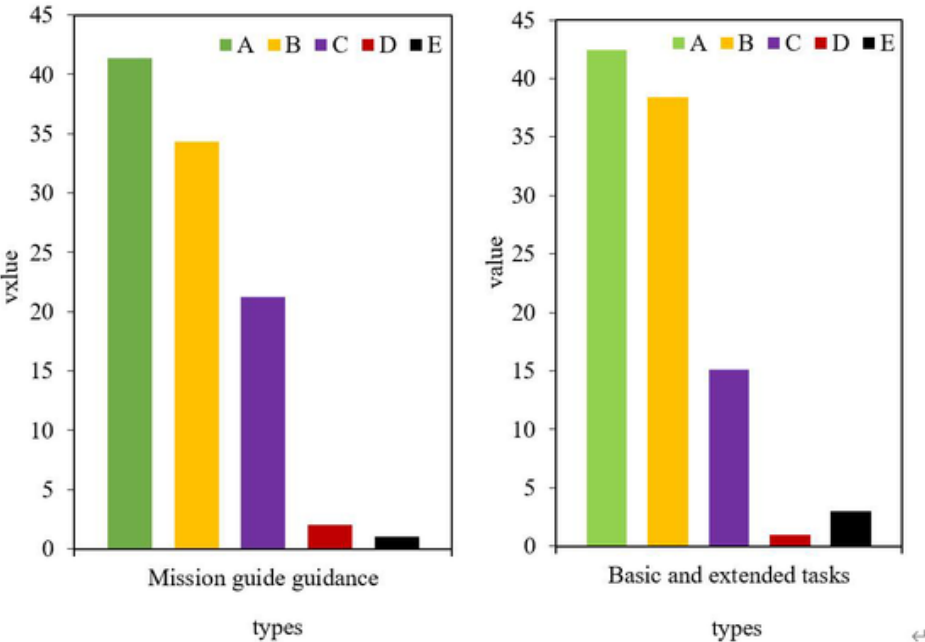 45
40
35
30
25
20
15
10
5
0
vxlue
A B C D E
Mission guide guidance
types
45
40
35
30
25
20
15
10
5
0
value
A B C D E
Basic and extended tasks
types